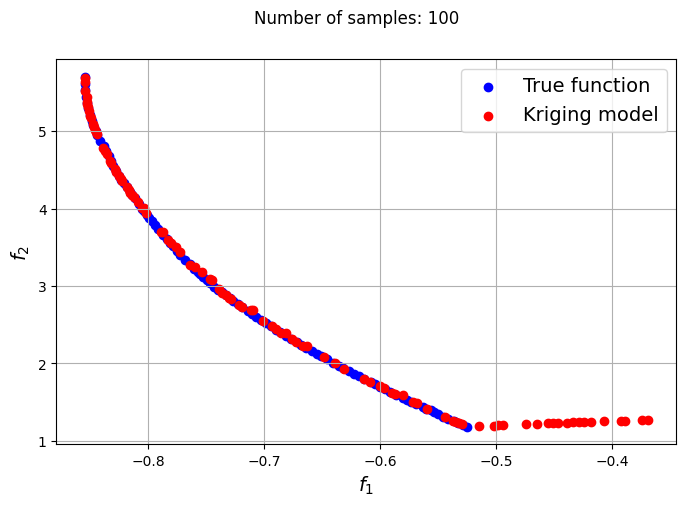 Number of samples: 100
True function
Kriging model
5
4
3
2
1
f2
−0.8 −0.7 −0.6 −0.5 −0.4
f1